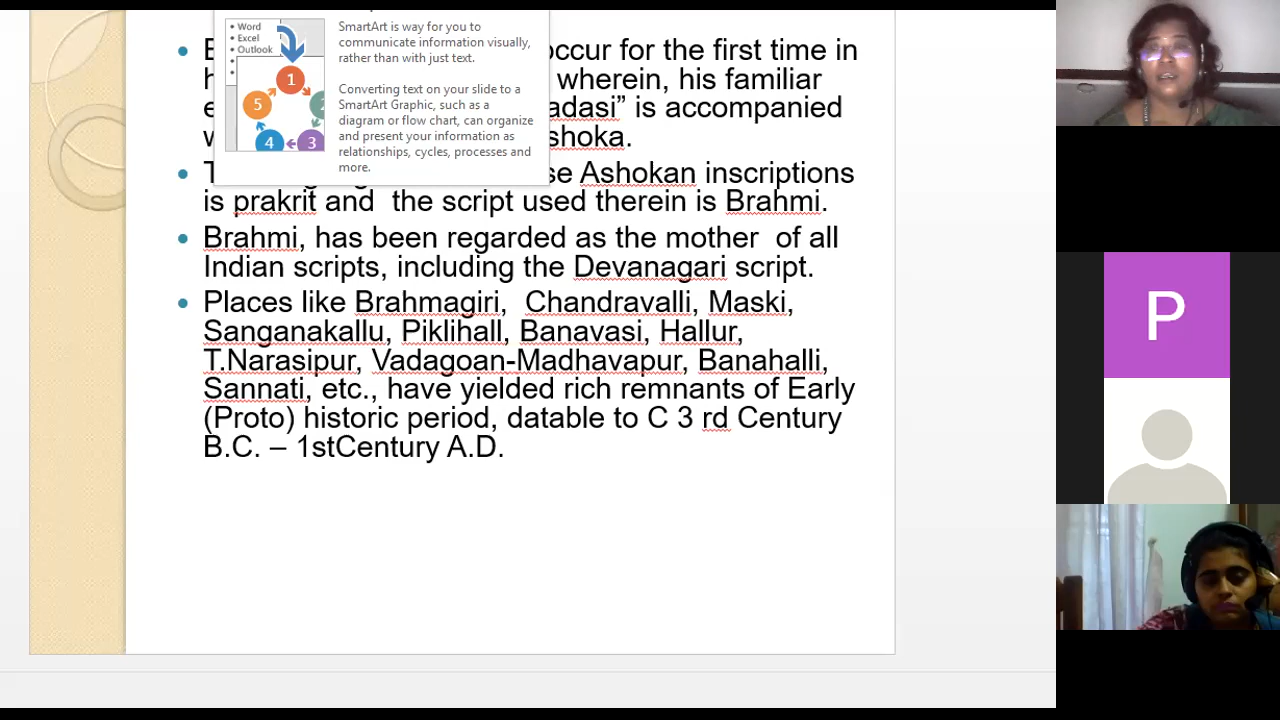 • Word
• Excel
• Outlook
1
5
2
4
3
SmartArt is way for you to
communicate information visually,
rather than with just text.
Converting text on your slide to a
SmartArt Graphic, such as a
diagram or flow chart, can organize
and present your information as
relationships, cycles, processes and
more.
occur for the first time in
wherein, his familiar
adasi” is accompanied
shoka.
se Ashokan inscriptions
is prakrit and the script used therein is Brahmi.
Brahmi, has been regarded as the mother of all
Indian scripts, including the Devanagari script.
Places like Brahmagiri, Chandravalli, Maski,
Sanganakallu, Piklihall, Banavasi, Hallur,
T.Narasipur, Vadagoan-Madhavapur, Banahalli,
Sannati, etc., have yielded rich remnants of Early
(Proto) historic period, datable to C 3 rd Century
B.C. – 1stCentury A.D.
P